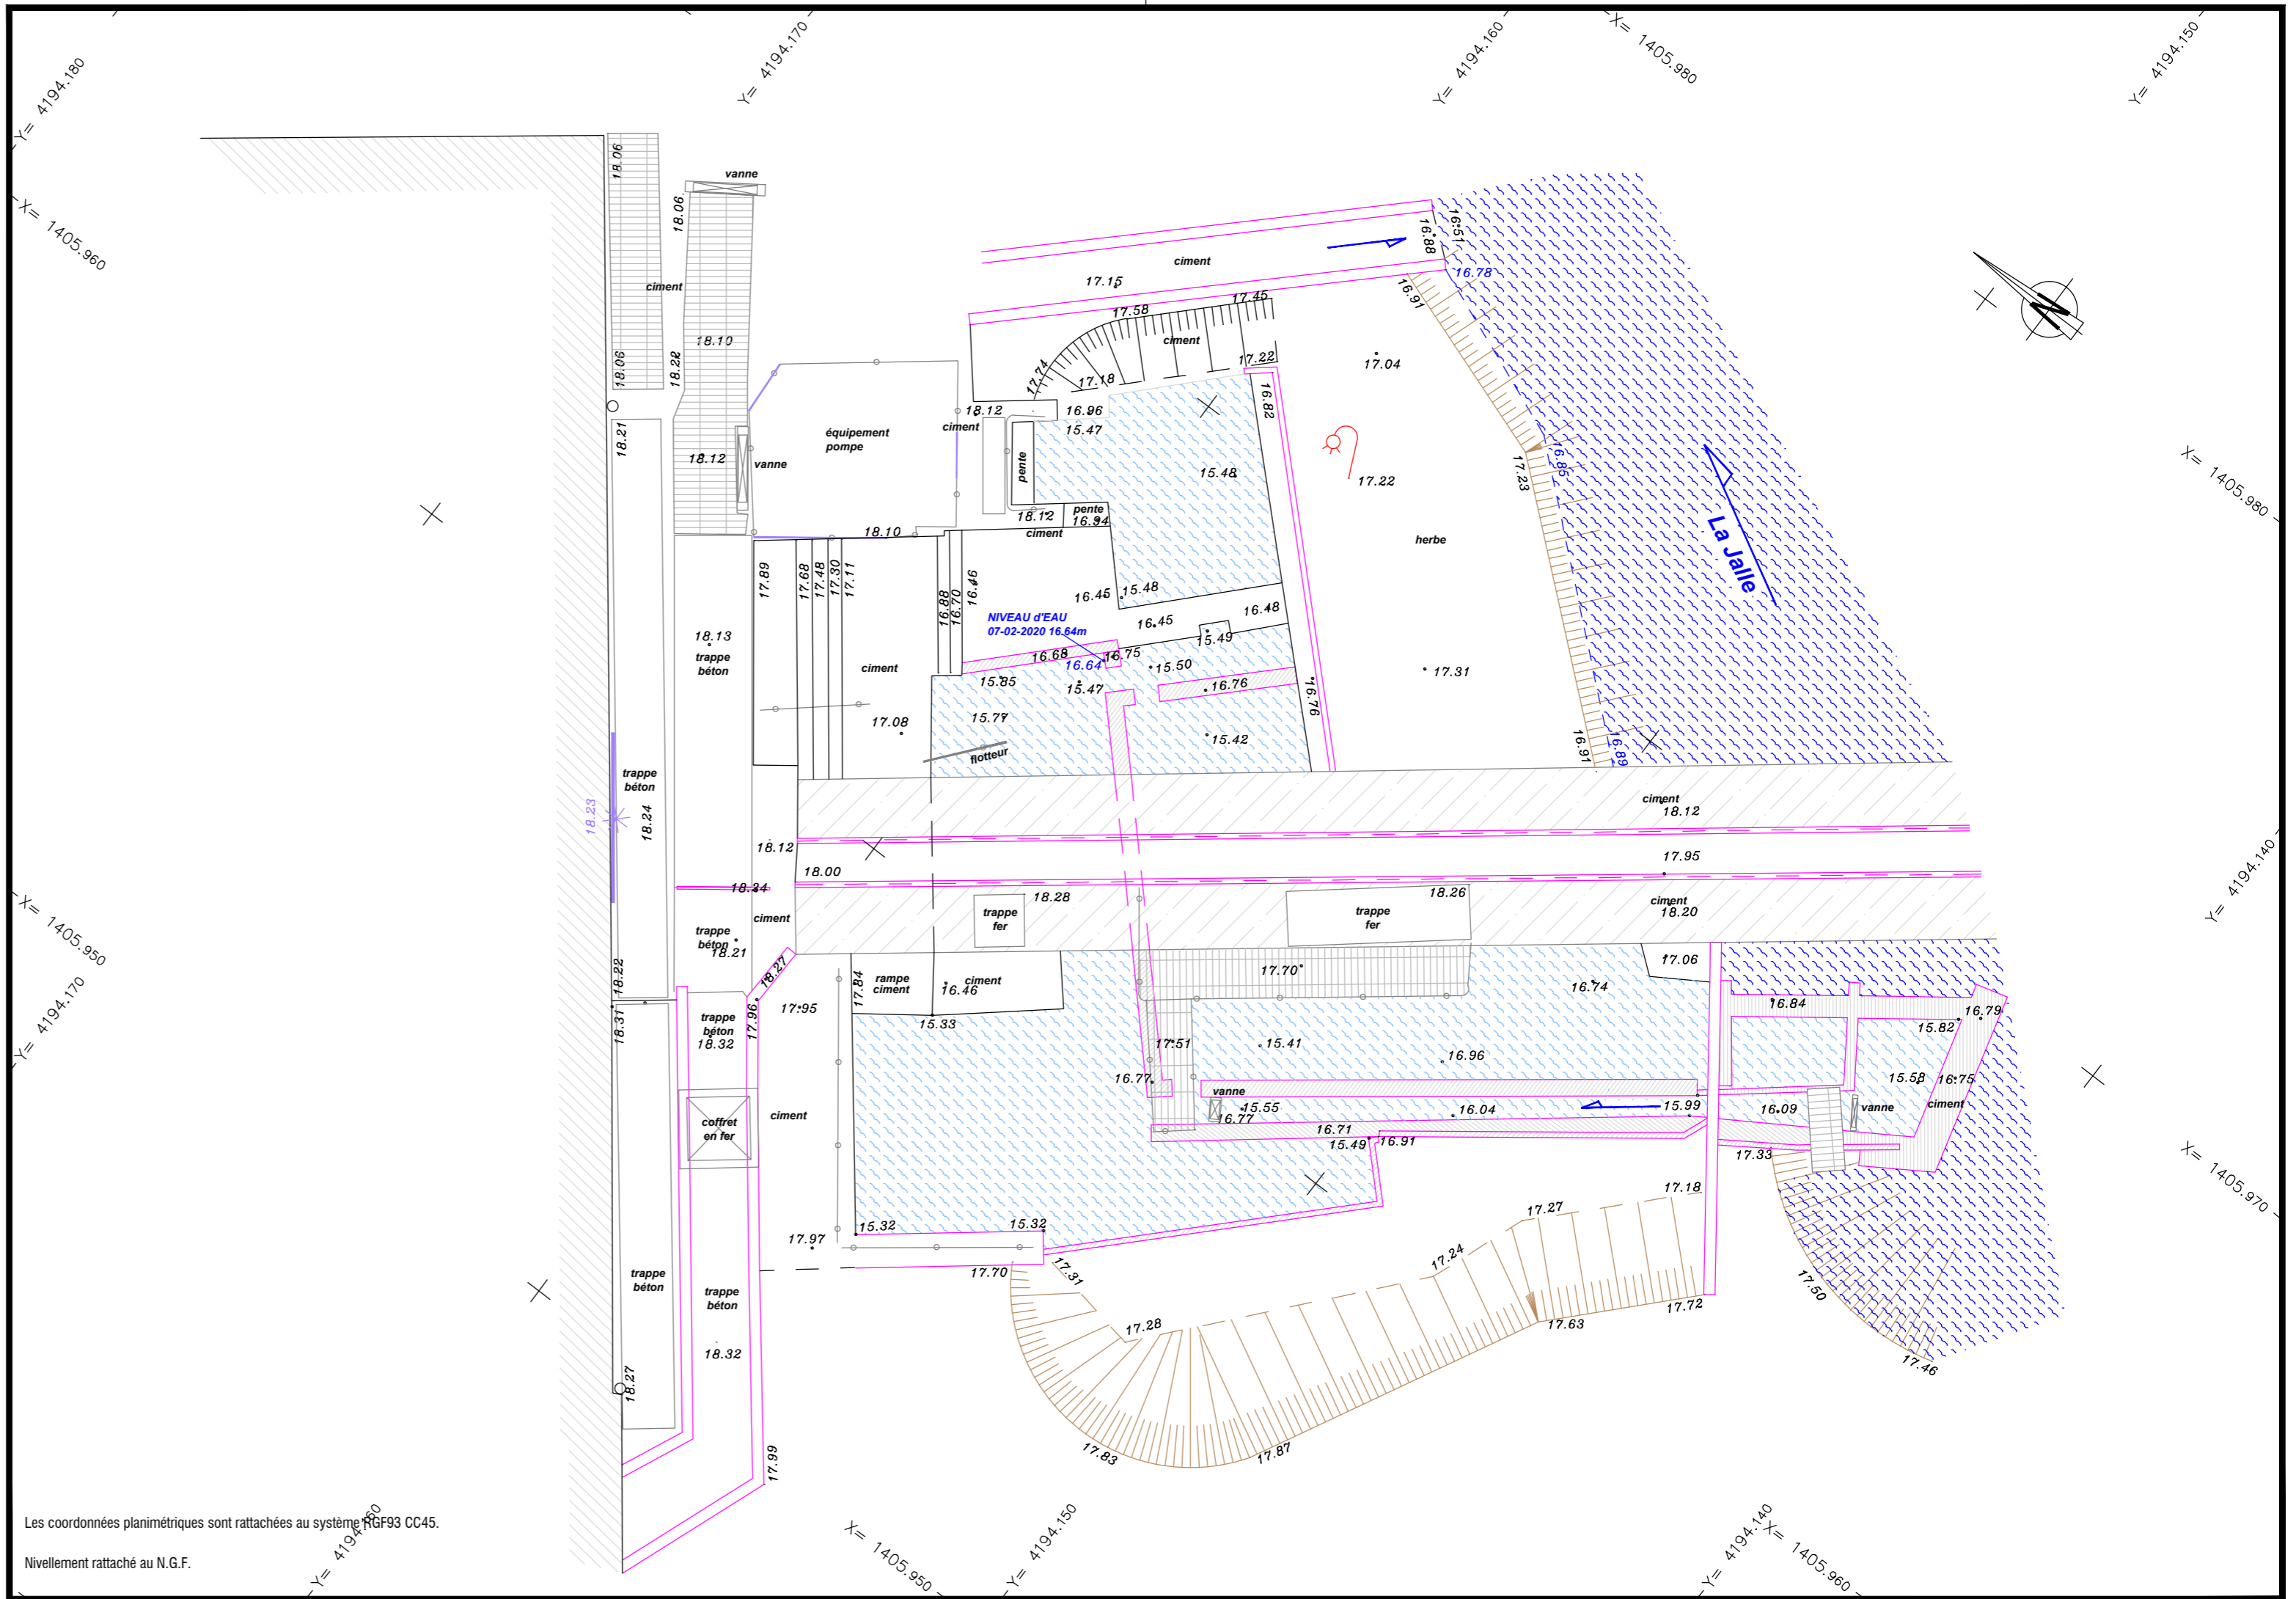 Y= 4194.180
Y= 4194.170
Y= 4194.160
X= 1405.980
Y= 4194.150
X= 1405.960
18.06
vanne
18.06
ciment
18.10
18.06
18.22
16.51
16.88
ciment
17.15
16.78
16.91
17.58
17.45
ciment
17.22
17.04
17.74
17.18
16.82
18.12
16.96
ciment
15.47
équipement
pompe
18.21
18.12
vanne
pente
15.48
17.22
16.85
17.23
X= 1405.980
La Jalle
herbe
18.12
pente
16.94
ciment
18.10
17.89
17.68
17.48
17.30
17.11
16.88
16.70
16.46
16.45
15.48
16.48
NIVEAU d'EAU
07-02-2020 16.64m
16.45
15.49
18.13
trappe
béton
ciment
16.68
16.75
16.64
15.50
15.85
15.47
16.76
16.76
17.31
15.77
17.08
15.42
flotteur
16.91
16.89
trappe
béton
18.24
18.23
ciment
18.12
18.12
18.00
17.95
Y= 4194.140
18.24
18.28
18.26
ciment
18.20
ciment
trappe
fer
trappe
fer
trappe
béton
18.21
X= 1405.950
18.22
18.27
17.84
rampe
ciment
16.46
ciment
17.70
17.06
16.74
Y= 4194.170
18.31
trappe
béton
18.32
17.96
17.95
15.33
16.84
16.79
15.82
17.51
15.41
16.96
16.77
vanne
15.58
16.75
15.55
16.77
16.04
15.99
16.09
vanne
ciment
coffret
en fer
ciment
16.71
15.49
16.91
17.33
X= 1405.970
17.18
17.27
15.32
15.32
17.97
17.24
17.70
17.31
17.50
trappe
béton
trappe
béton
17.28
17.72
17.63
18.32
17.46
18.27
17.83
17.87
17.99
Les coordonnées planimétriques sont rattachées au système RGF93 CC45.
Y= 4194.160
X= 1405.950
Y= 4194.150
Y= 4194.140
X= 1405.960
Nivellement rattaché au N.G.F.